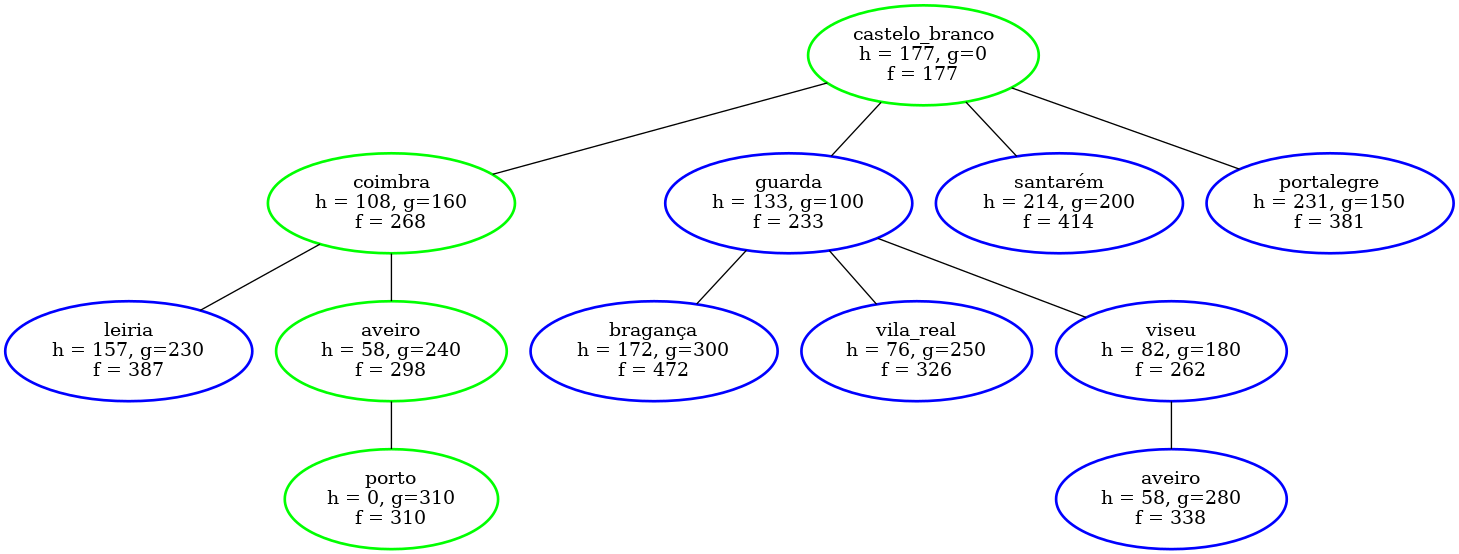 castelo_branco
h = 177, g=0
f = 177
coimbra
h = 108, g=160
f = 268
guarda
h = 133, g=100
f = 233
santarém
h = 214, g=200
f = 414
portalegre
h = 231, g=150
f = 381
leiria
h = 157, g=230
f = 387
aveiro
h = 58, g=240
f = 298
bragança
h = 172, g=300
f = 472
vila_real
h = 76, g=250
f = 326
viseu
h = 82, g=180
f = 262
porto
h = 0, g=310
f = 310
aveiro
h = 58, g=280
f = 338